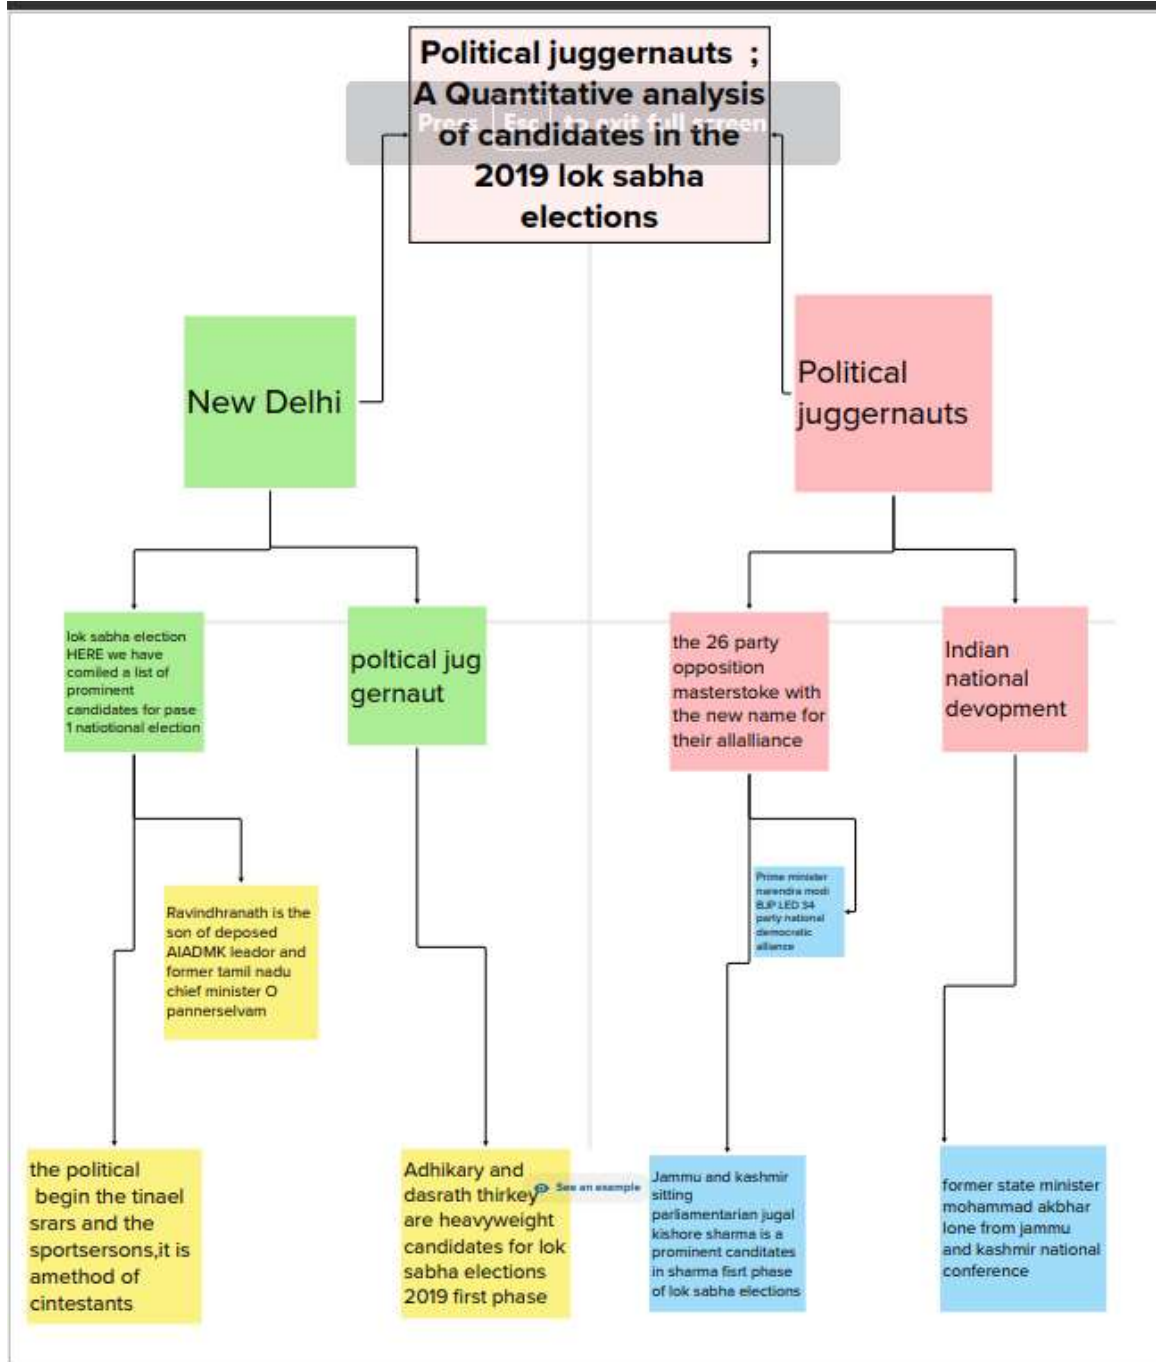 Political juggernauts ;
A Quantitative analysis
of candidates in the
2019 lok sabha
elections
Press Esc to exit full screen
New Delhi
Political
juggernauts
lok sabha election
HERE we have
comiled a list of
prominent
candidates for pase
1 natiotional election
poltical jug
gernaut
the 26 party
opposition
masterstoke with
the new name for
their allalliance
Indian
national
devopment
Prime minister
narendra modi
BJP LED 34
party national
democratic
alliance
Ravindhranath is the
son of deposed
AIADMK leador and
former tamil nadu
chief minister O
pannerselvam
the political
begin the tinael
srars and the
sportsersons,it is
amethod of
cintestants
Adhikary and
dasrath thirkey
are heavyweight
candidates for lok
sabha elections
2019 first phase
See an example
Jammu and kashmir
sitting
parliamentarian jugal
kishore sharma is a
prominent canditates
in sharma fisrt phase
of lok sabha elections
former state minister
mohammad akbhar
lone from jammu
and kashmir national
conference